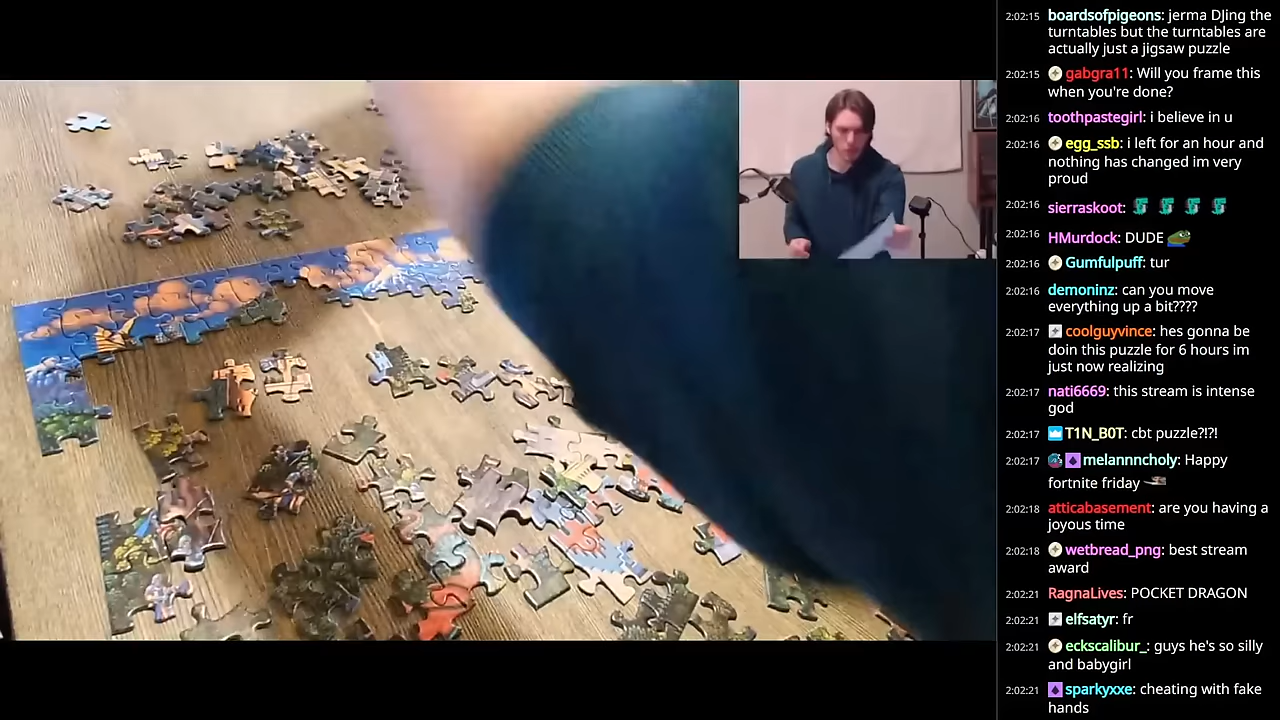 2:02:15 boardsofpigeons: jerma DJing the
turntables but the turntables are
actually just a jigsaw puzzle
2:02:15 gabgra11: Will you frame this
when you're done?
2:02:16 toothpastegirl: i believe in u
2:02:16 egg_ssb: i left for an hour and
nothing has changed im very
proud
2:02:16 sierraskoot:
2:02:16 HMurdock: DUDE
2:02:16 Gumfulpuff: tur
2:02:16 demoninz: can you move
everything up a bit????
2:02:17 coolguyvince: hes gonna be
doin this puzzle for 6 hours im
just now realizing
2:02:17 nati6669: this stream is intense
god
2:02:17 T1N_B0T: cbt puzzle?!?!
2:02:17 melannncholy: Happy
fortnite friday
2:02:18 atticabasement: are you having a
joyous time
2:02:18 wetbread_png: best stream
award
2:02:21 RagnaLives: POCKET DRAGON
2:02:21 elfsatyr: fr
2:02:21 eckscalibur_: guys he's so silly
and babygirl
2:02:21 sparkyxxe: cheating with fake
hands